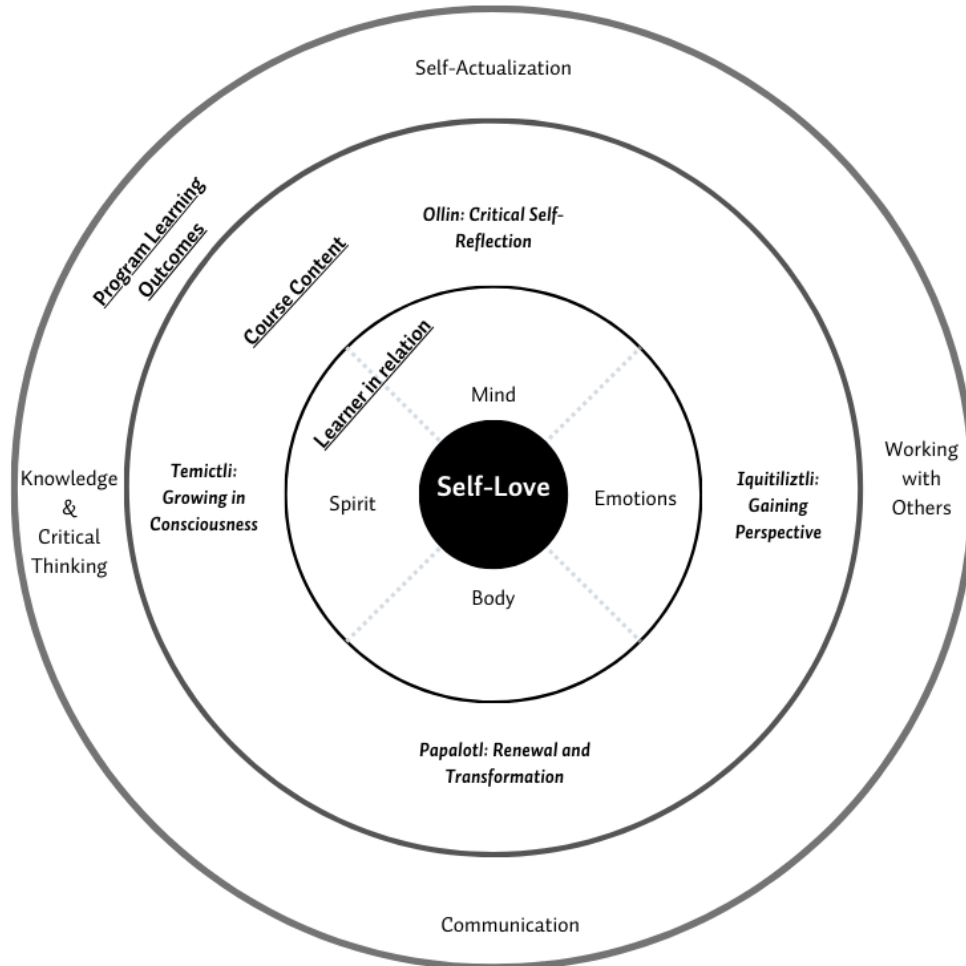 Self-Actualization
Program Learning
Outcomes
Course Content
Ollin: Critical Self-
Reflection
Learner in relation
Mind
Knowledge
&
Critical
Thinking
Temictli:
Growing in
Consciousness
Spirit
Self-Love
Emotions
Iquitiliztli:
Gaining
Perspective
Working
with
Others
Body
Papalotl: Renewal and
Transformation
Communication